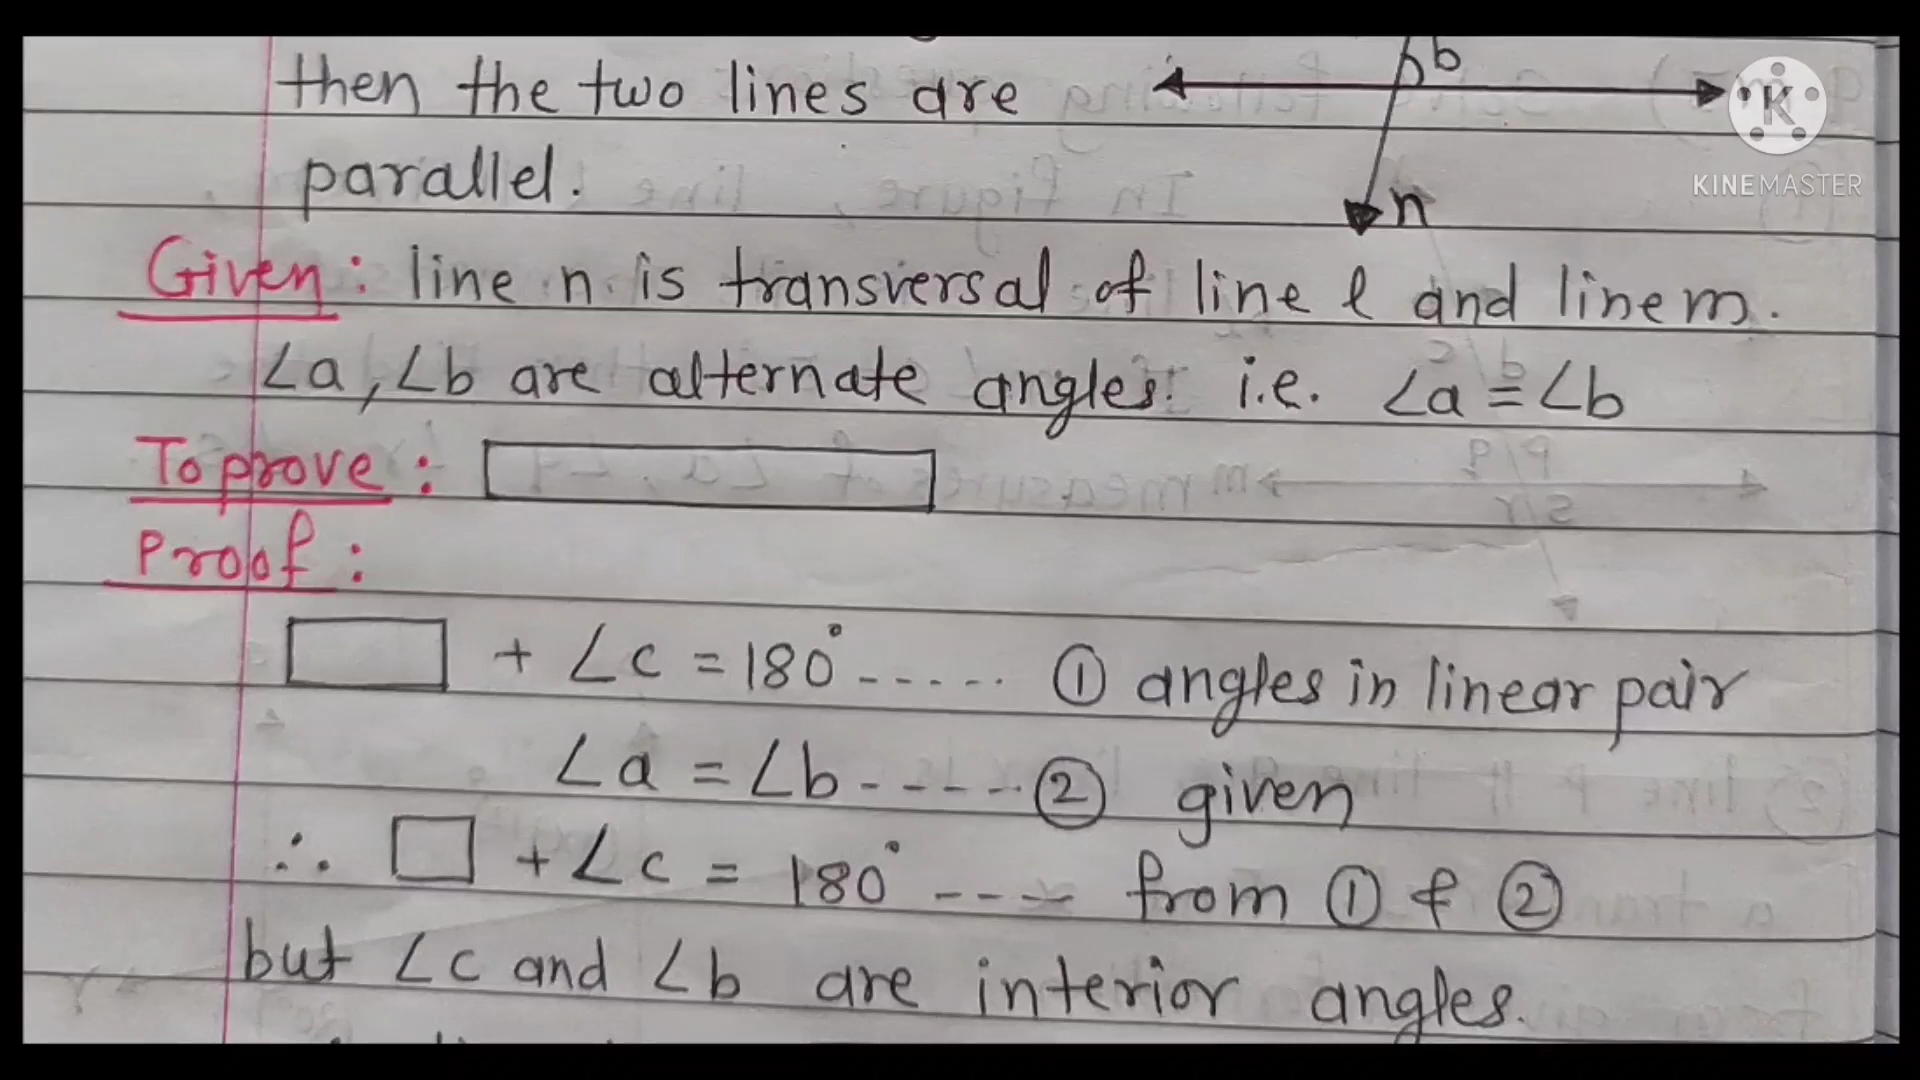 b
then the two lines are
K
KINEMASTER
parallel.
n
Given: line n is transversal of line l and line m.
∠a, ∠b are alternate angles. i.e. ∠a = ∠b
To prove:
Proof:
+ ∠c = 180° ..... ① angles in linear pair
∠a = ∠b ..... ② given
∴ + ∠c = 180° ---- from ① & ②
but ∠c and ∠b are interior angles.